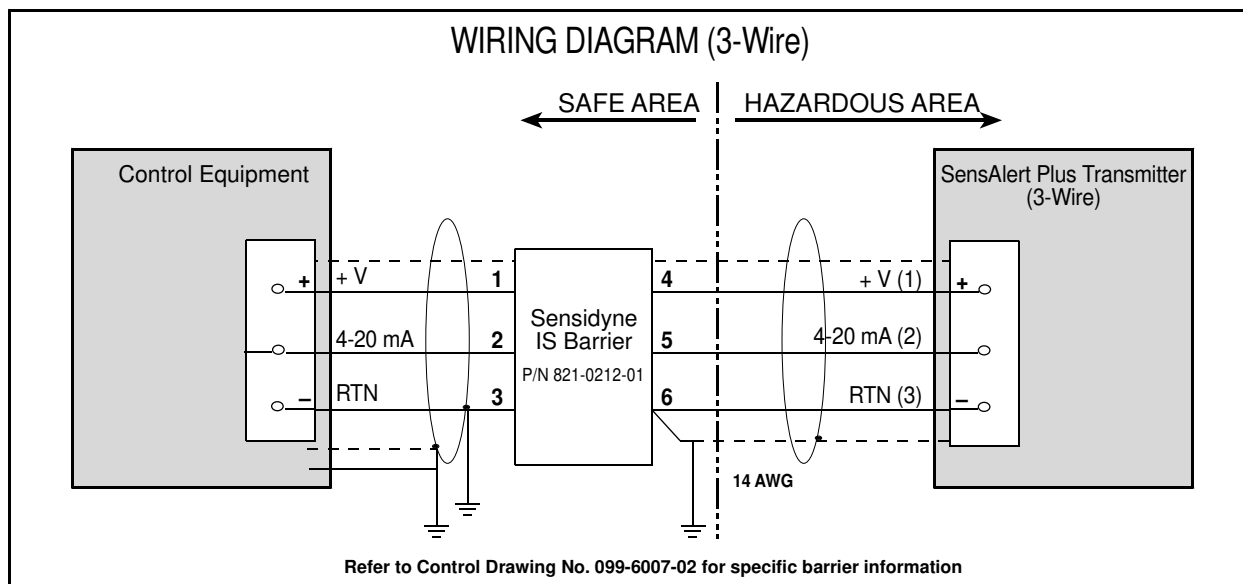 WIRING DIAGRAM (3-Wire)
SAFE AREA
HAZARDOUS AREA
Control Equipment
+ + V
4-20 mA
– RTN
1
2
3
Sensidyne
IS Barrier
P/N 821-0212-01
4
5
6
+ V (1) +
4-20 mA (2)
RTN (3) –
SensAlert Plus Transmitter
(3-Wire)
14 AWG
Refer to Control Drawing No. 099-6007-02 for specific barrier information